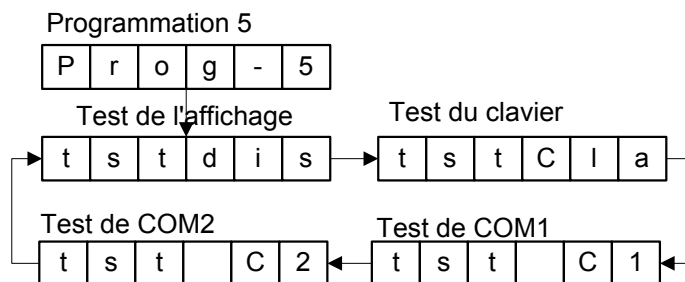 Programmation 5
P r o g - 5
Test de l'affichage
Test du clavier
t s t d i s
t s t C l a
Test de COM2
Test de COM1
t s t C 2
t s t C 1